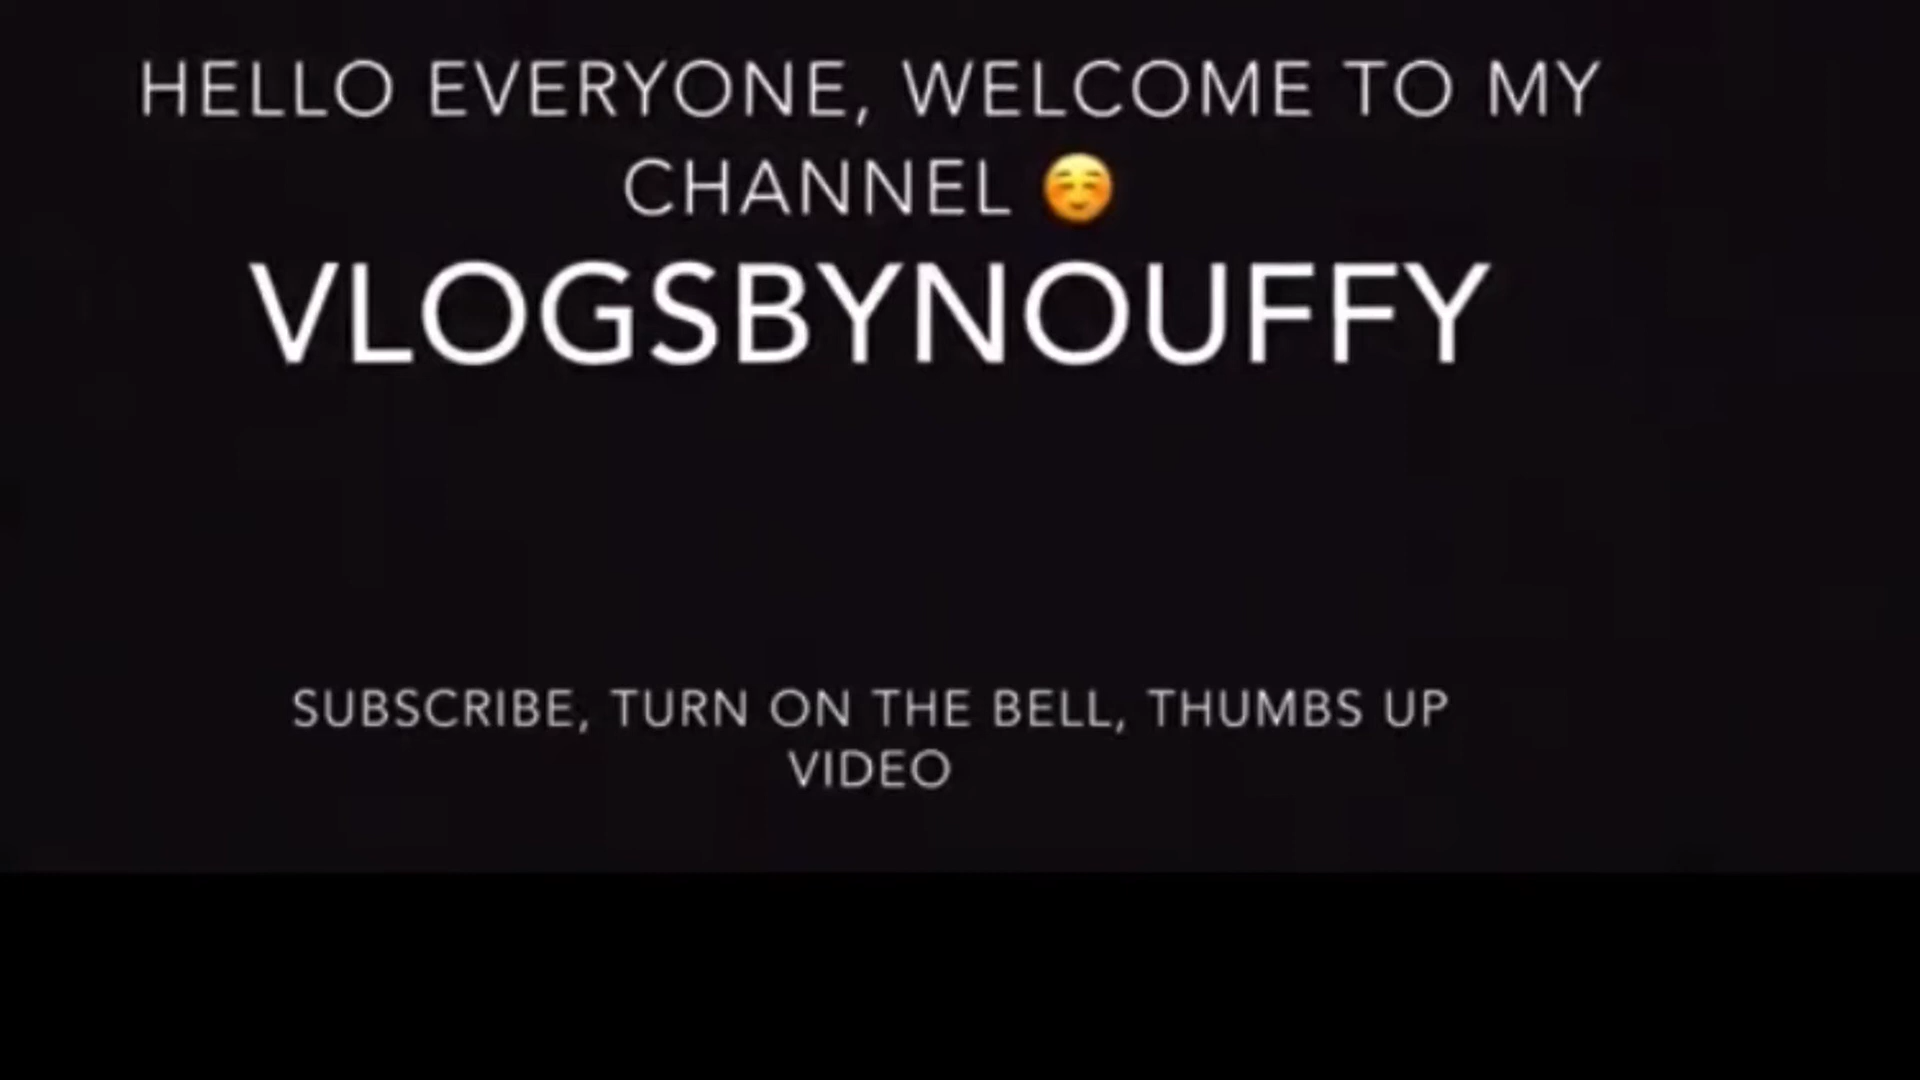 HELLO EVERYONE, WELCOME TO MY
CHANNEL ☺️
VLOGSBYNOUFFY
SUBSCRIBE, TURN ON THE BELL, THUMBS UP
VIDEO